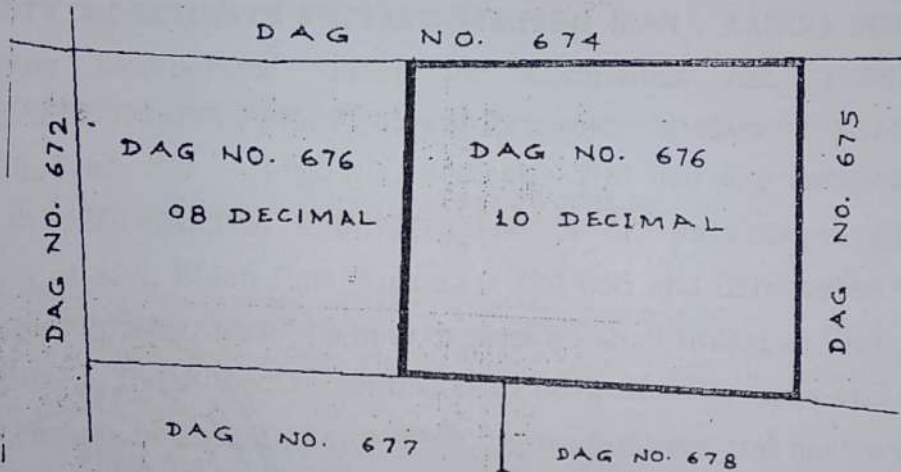 DAG NO. 674
DAG NO. 672
DAG NO. 676
08 DECIMAL
DAG NO. 676
10 DECIMAL
DAG NO. 675
DAG NO. 677
DAG NO. 678